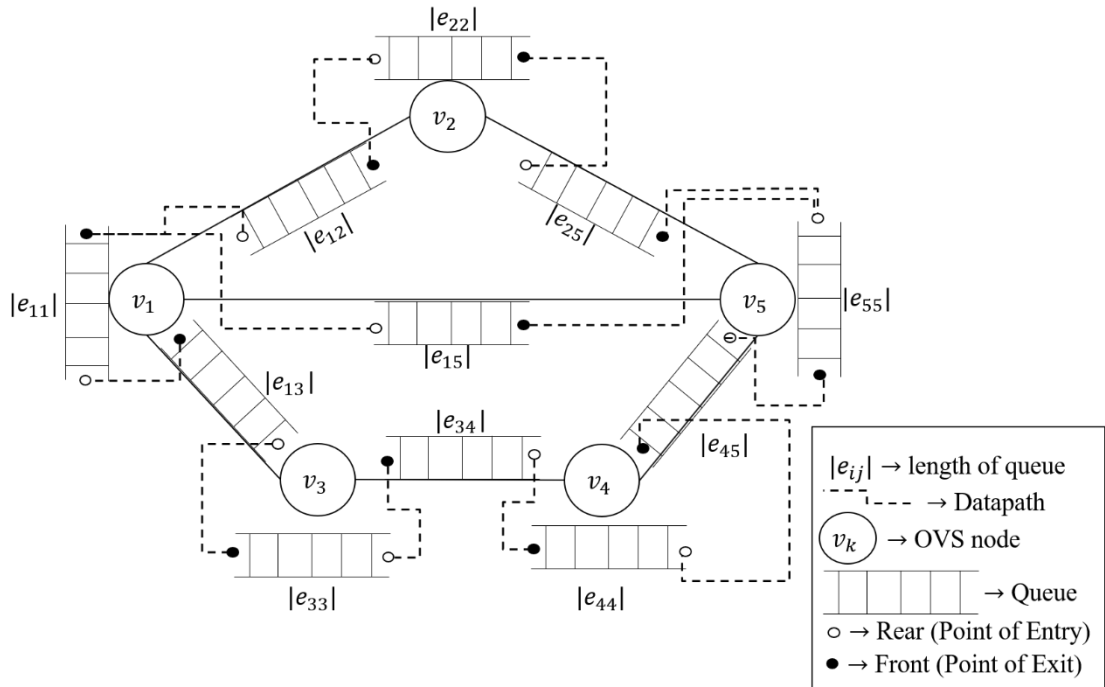 |e₂₂|
v₂
|e₁₂|
|e₂₅|
|e₁₁|
v₁
v₅
|e₅₅|
|e₁₅|
|e₁₃|
|e₃₄|
|e₄₅|
v₃
v₄
|e₃₃|
|e₄₄|
|eᵢⱼ| → length of queue
→ Datapath
vₖ → OVS node
→ Queue
→ Rear (Point of Entry)
→ Front (Point of Exit)